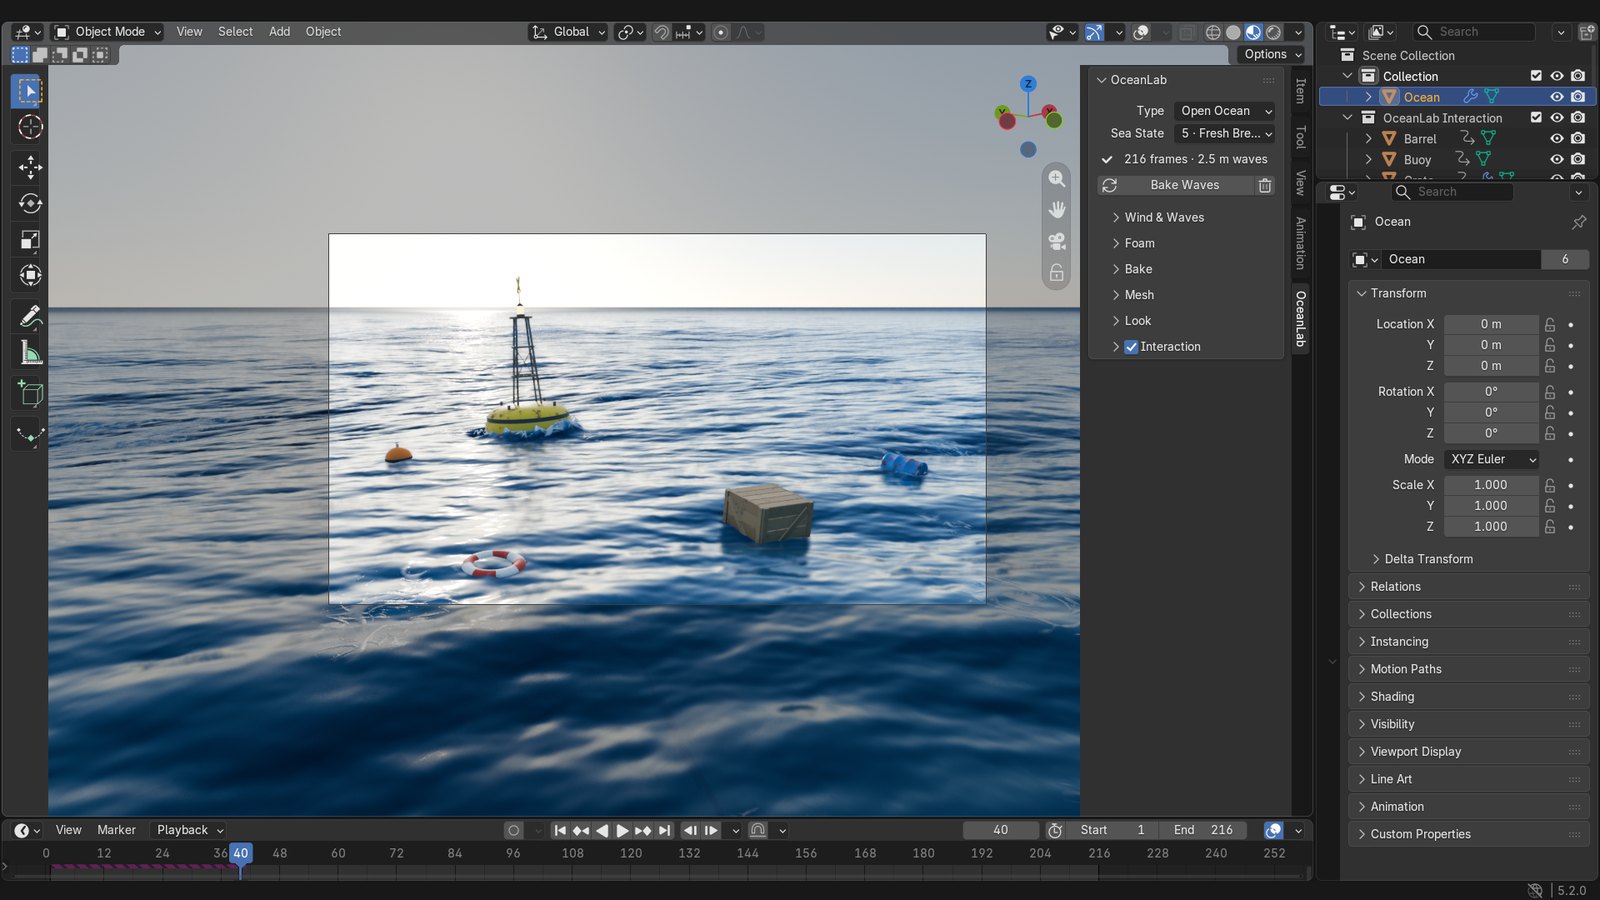 Object Mode View Select Add Object Global Search
Options
Scene Collection
Collection
Ocean
OceanLab Interaction
Barrel
Buoy
Z
Y
OceanLab
Type Open Ocean
Sea State 5 · Fresh Bre...
216 frames · 2.5 m waves
Bake Waves
Wind & Waves
Foam
Bake
Mesh
Look
Interaction
Item
Tool
View
Animation
OceanLab
Search
Ocean
Ocean 6
Transform
Location X 0 m
Y 0 m
Z 0 m
Rotation X 0°
Y 0°
Z 0°
Mode XYZ Euler
Scale X 1.000
Y 1.000
Z 1.000
Delta Transform
Relations
Collections
Instancing
Motion Paths
Shading
Visibility
Viewport Display
Line Art
Animation
Custom Properties
View Marker Playback 40 Start 1 End 216
0 12 24 36 40 48 60 72 84 96 108 120 132 144 156 168 180 192 204 216 228 240 252
5.2.0